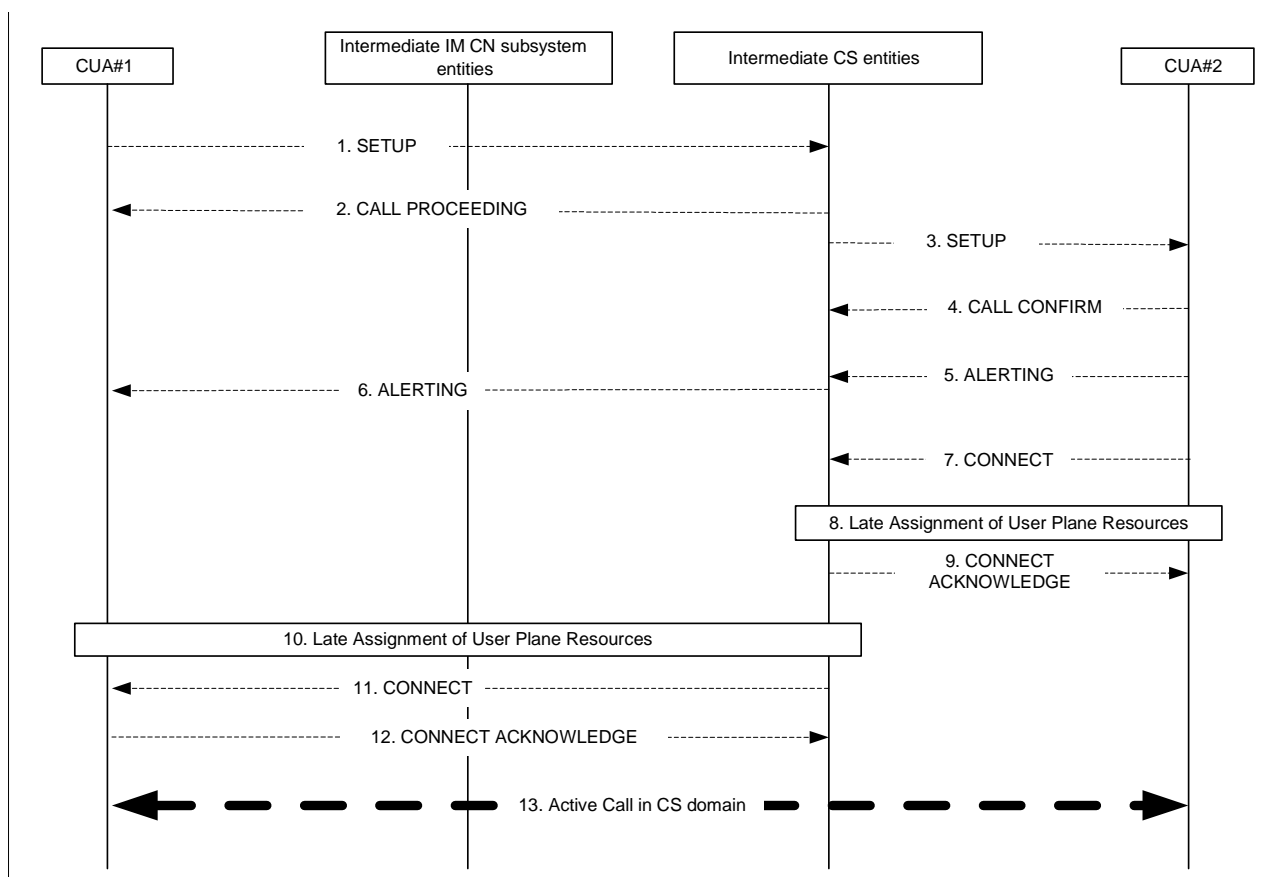 CUA#1
Intermediate IM CN subsystem
entities
Intermediate CS entities
CUA#2
1. SETUP
2. CALL PROCEEDING
3. SETUP
4. CALL CONFIRM
5. ALERTING
6. ALERTING
7. CONNECT
8. Late Assignment of User Plane Resources
9. CONNECT
ACKNOWLEDGE
10. Late Assignment of User Plane Resources
11. CONNECT
12. CONNECT ACKNOWLEDGE
13. Active Call in CS domain